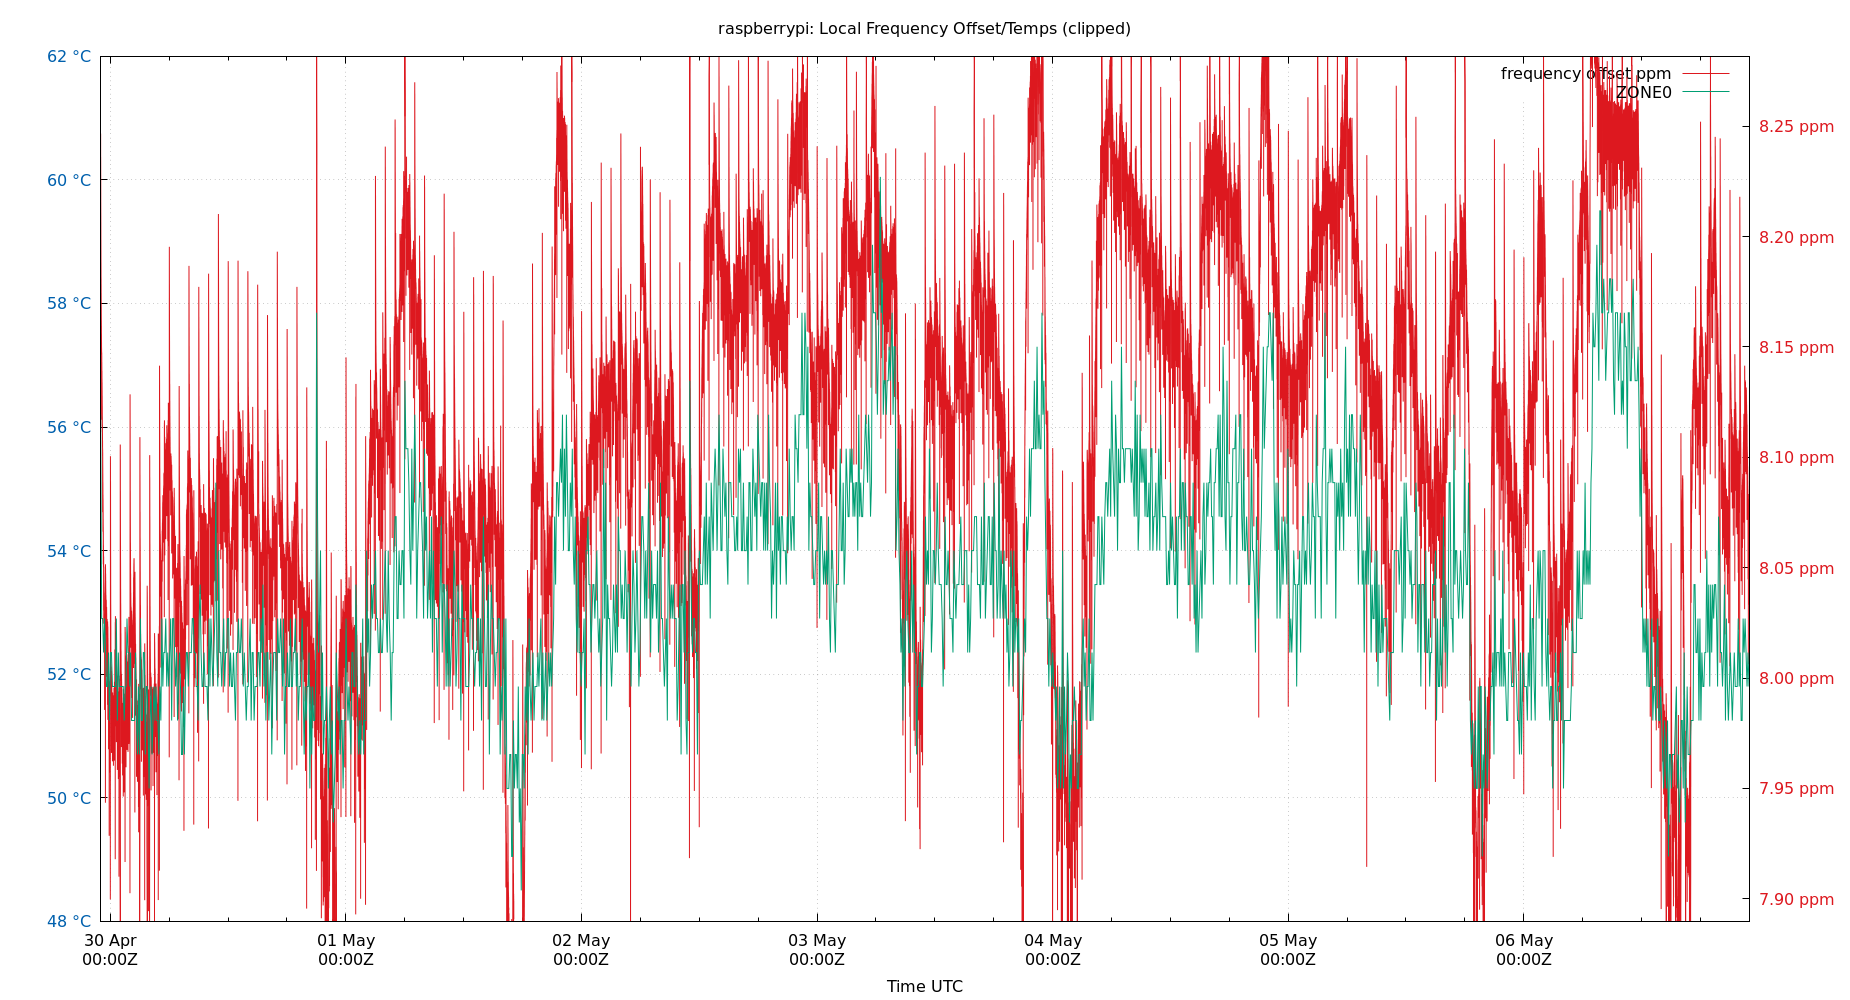 raspberrypi: Local Frequency Offset/Temps (clipped)
62 °C
60 °C
58 °C
56 °C
54 °C
52 °C
50 °C
48 °C
frequency offset ppm
ZONE0
8.25 ppm
8.20 ppm
8.15 ppm
8.10 ppm
8.05 ppm
8.00 ppm
7.95 ppm
7.90 ppm
30 Apr
00:00Z
01 May
00:00Z
02 May
00:00Z
03 May
00:00Z
04 May
00:00Z
05 May
00:00Z
06 May
00:00Z
Time UTC